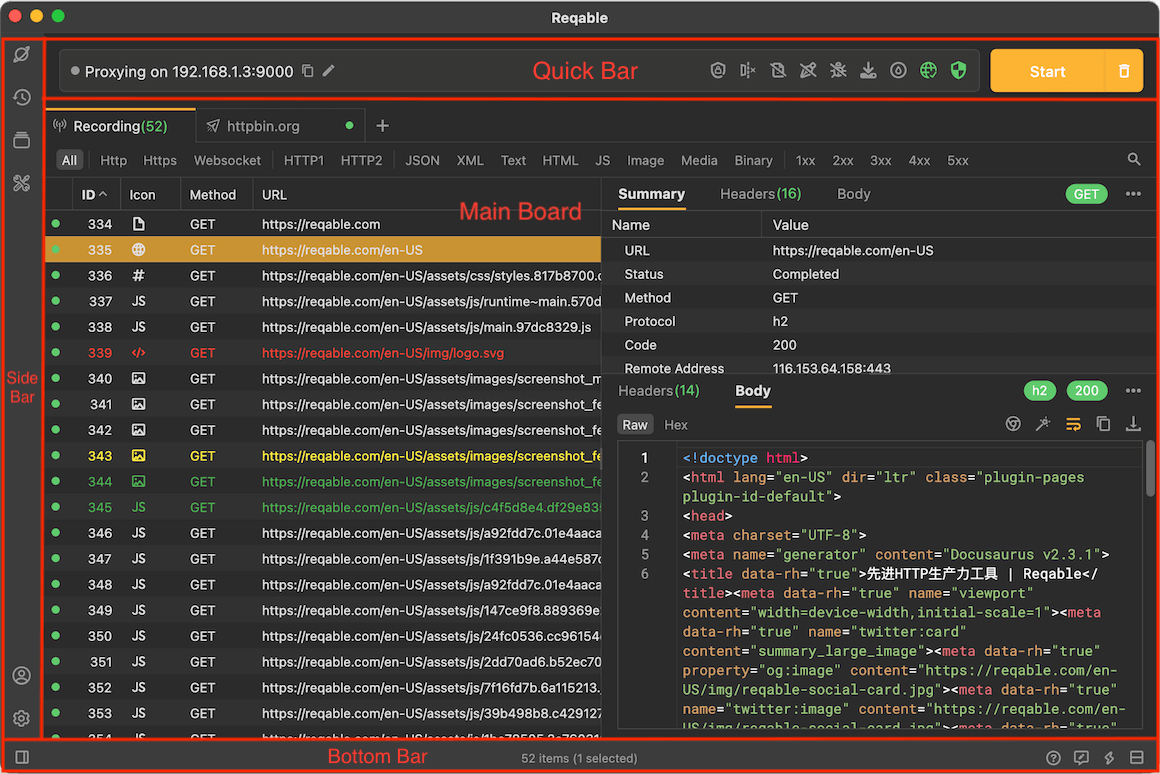 Reqable
Proxying on 192.168.1.3:9000
Quick Bar
Start
Recording(52)
httpbin.org
All Http Https Websocket HTTP1 HTTP2 JSON XML Text HTML JS Image Media Binary 1xx 2xx 3xx 4xx 5xx
ID Icon Method URL
Main Board
334 GET https://reqable.com
335 GET https://reqable.com/en-US
336 # GET https://reqable.com/en-US/assets/css/styles.817b8700.c
337 JS GET https://reqable.com/en-US/assets/js/runtime~main.570d
338 JS GET https://reqable.com/en-US/assets/js/main.97dc8329.js
339 </> GET https://reqable.com/en-US/img/logo.svg
340 GET https://reqable.com/en-US/assets/images/screenshot_m
341 GET https://reqable.com/en-US/assets/images/screenshot_fe
342 GET https://reqable.com/en-US/assets/images/screenshot_fe
343 GET https://reqable.com/en-US/assets/images/screenshot_fe
344 GET https://reqable.com/en-US/assets/images/screenshot_fe
345 JS GET https://reqable.com/en-US/assets/js/c4f5d8e4.df29e835
346 JS GET https://reqable.com/en-US/assets/js/a92fdd7c.01e4aaca
347 JS GET https://reqable.com/en-US/assets/js/1f391b9e.a44e587c
348 JS GET https://reqable.com/en-US/assets/js/a92fdd7c.01e4aaca
349 JS GET https://reqable.com/en-US/assets/js/147ce9f8.889369e
350 JS GET https://reqable.com/en-US/assets/js/24fc0536.cc96154
351 JS GET https://reqable.com/en-US/assets/js/2dd70ad6.b52ec70
352 JS GET https://reqable.com/en-US/assets/js/7f16fd7b.6a115213.
353 JS GET https://reqable.com/en-US/assets/js/39b498b8.c429127
Side
Bar
Summary Headers(16) Body GET
Name Value
URL https://reqable.com/en-US
Status Completed
Method GET
Protocol h2
Code 200
Remote Address 116.153.64.158:443
Headers(14) Body h2 200
Raw Hex
1 <!doctype html>
2 <html lang="en-US" dir="ltr" class="plugin-pages
plugin-id-default">
3 <head>
4 <meta charset="UTF-8">
5 <meta name="generator" content="Docusaurus v2.3.1">
6 <title data-rh="true">先进HTTP生产力工具 | Reqable</
title><meta data-rh="true" name="viewport"
content="width=device-width,initial-scale=1"><meta
data-rh="true" name="twitter:card"
content="summary_large_image"><meta data-rh="true"
property="og:image" content="https://reqable.com/en-
US/img/reqable-social-card.jpg"><meta data-rh="true"
name="twitter:image" content="https://reqable.com/en-
US/img/reqable-social-card.jpg"><meta data-rh="true"
Bottom Bar
52 items (1 selected)